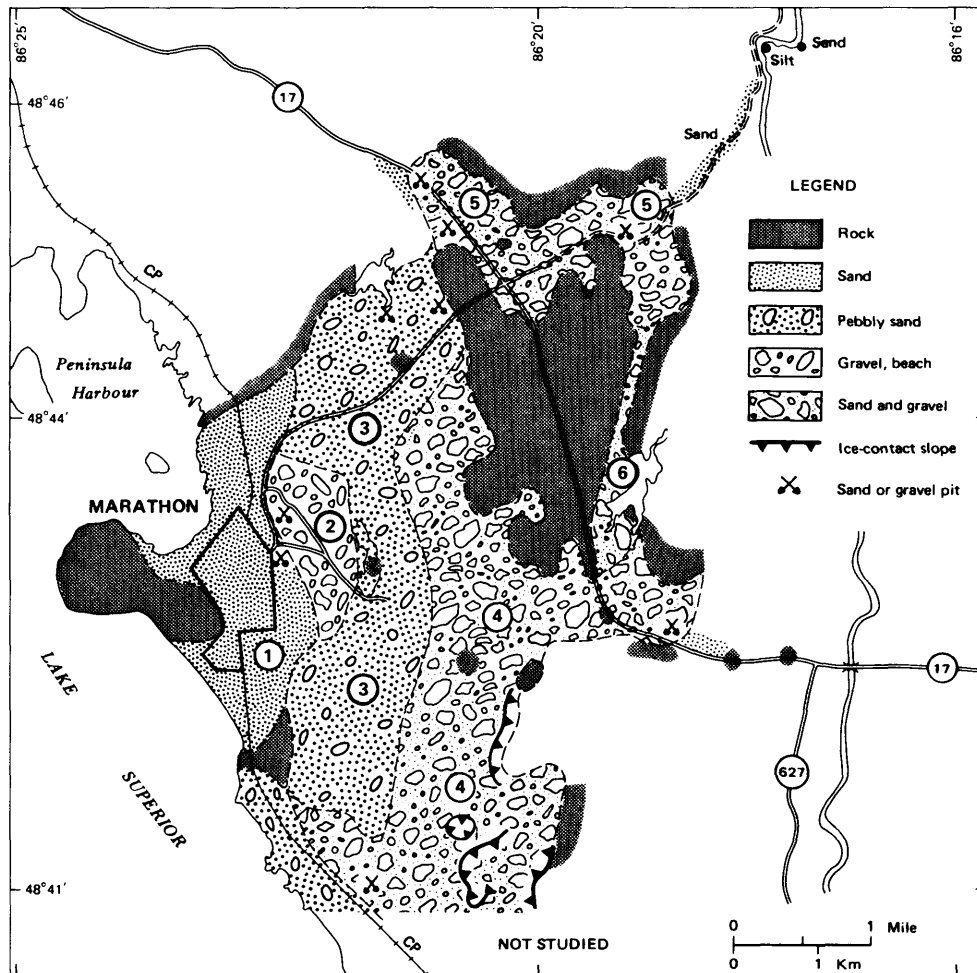 86°25'
86°20'
86°16'
Sand
Silt
17
48°46'
Sand
LEGEND
5
5
Rock
CP
Sand
Pebbly sand
Peninsula
Harbour
Gravel, beach
48°44'
3
Sand and gravel
Ice-contact slope
6
Sand or gravel pit
MARATHON
2
4
1
17
LAKE
3
627
4
SUPERIOR
48°41'
0 1 Mile
NOT STUDIED
CP
0 1 Km